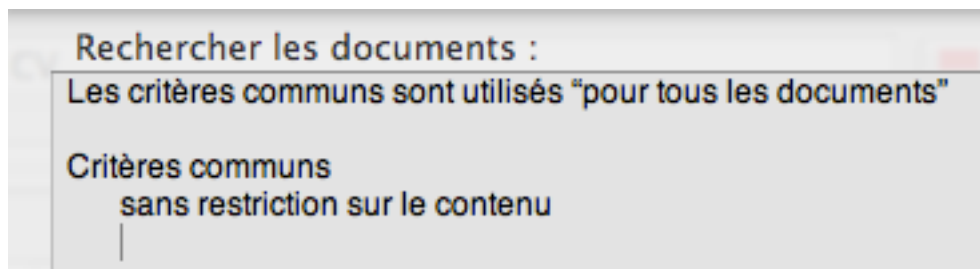 Rechercher les documents :
Les critères communs sont utilisés “pour tous les documents”
Critères communs
sans restriction sur le contenu